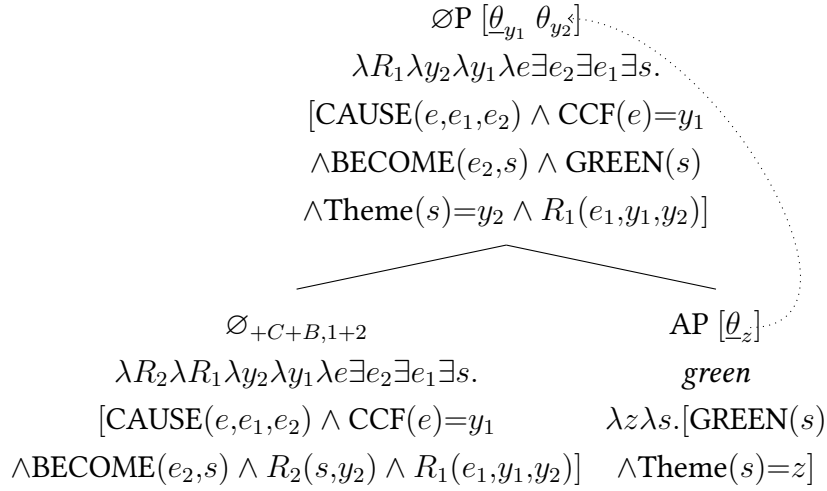 ∅P [θ̲_{y₁} θ_{y₂}]
λR₁λy₂λy₁λe∃e₂∃e₁∃s.
[CAUSE(e,e₁,e₂) ∧ CCF(e)=y₁
∧BECOME(e₂,s) ∧ GREEN(s)
∧Theme(s)=y₂ ∧ R₁(e₁,y₁,y₂)]
∅_{+C+B,1+2}
λR₂λR₁λy₂λy₁λe∃e₂∃e₁∃s.
[CAUSE(e,e₁,e₂) ∧ CCF(e)=y₁
∧BECOME(e₂,s) ∧ R₂(s,y₂) ∧ R₁(e₁,y₁,y₂)]
AP [θ̲_z]
green
λzλs.[GREEN(s)
∧Theme(s)=z]